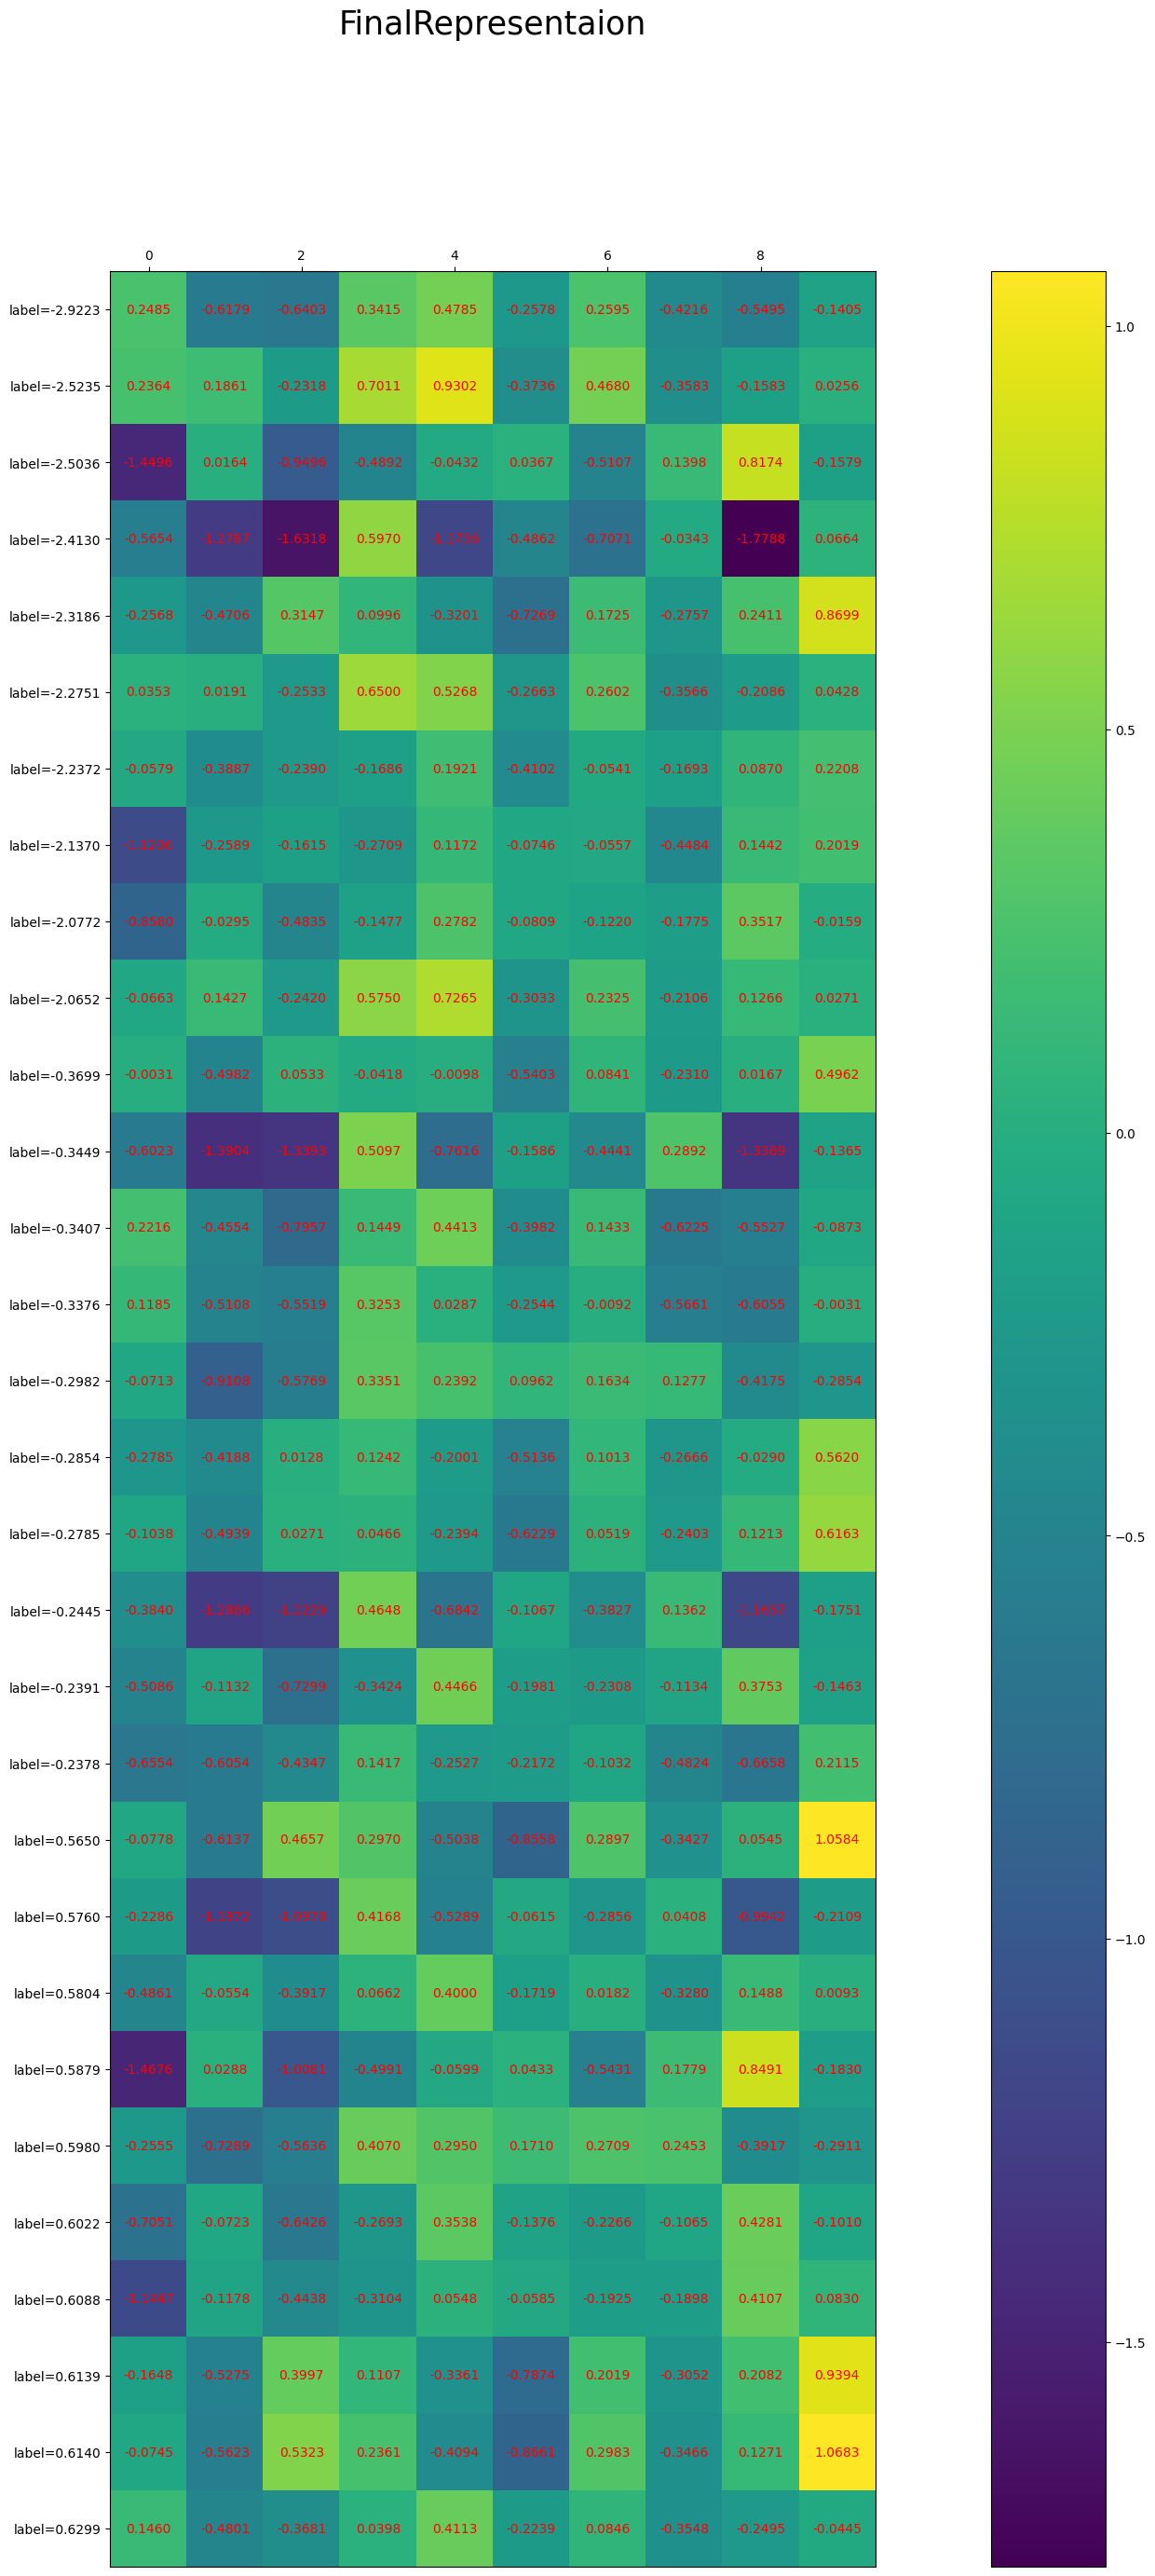 FinalRepresentaion
0 2 4 6 8
label=-2.9223 0.2485 -0.6179 -0.6403 0.3415 0.4785 -0.2578 0.2595 -0.4216 -0.5495 -0.1405
1.0
label=-2.5235 0.2364 0.1861 -0.2318 0.7011 0.9302 -0.3736 0.4680 -0.3583 -0.1583 0.0256
label=-2.5036 -1.4496 0.0164 -0.9496 -0.4892 -0.0432 0.0367 -0.5107 0.1398 0.8174 -0.1579
label=-2.4130 -0.5654 -1.2787 -1.6318 0.5970 -1.1736 -0.4862 -0.7071 -0.0343 -1.7788 0.0664
label=-2.3186 -0.2568 -0.4706 0.3147 0.0996 -0.3201 -0.7269 0.1725 -0.2757 0.2411 0.8699
label=-2.2751 0.0353 0.0191 -0.2533 0.6500 0.5268 -0.2663 0.2602 -0.3566 -0.2086 0.0428
0.5
label=-2.2372 -0.0579 -0.3887 -0.2390 -0.1686 0.1921 -0.4102 -0.0541 -0.1693 0.0870 0.2208
label=-2.1370 -0.2589 -0.1615 -0.2709 0.1172 -0.0746 -0.0557 -0.4484 0.1442 0.2019
label=-2.0772 -0.8580 -0.0295 -0.4835 -0.1477 0.2782 -0.0809 -0.1220 -0.1775 0.3517 -0.0159
label=-2.0652 -0.0663 0.1427 -0.2420 0.5750 0.7265 -0.3033 0.2325 -0.2106 0.1266 0.0271
label=-0.3699 -0.0031 -0.4982 0.0533 -0.0418 -0.0098 -0.5403 0.0841 -0.2310 0.0167 0.4962
0.0
label=-0.3449 -0.6023 -1.3904 -1.3393 0.5097 -0.7616 -0.1586 -0.4441 0.2892 -1.3369 -0.1365
label=-0.3407 0.2216 -0.4554 -0.7957 0.1449 0.4413 -0.3982 0.1433 -0.6225 -0.5527 -0.0873
label=-0.3376 0.1185 -0.5108 -0.5519 0.3253 0.0287 -0.2544 -0.0092 -0.5661 -0.6055 -0.0031
label=-0.2982 -0.0713 -0.9108 -0.5769 0.3351 0.2392 0.0962 0.1634 0.1277 -0.4175 -0.2854
label=-0.2854 -0.2785 -0.4188 0.0128 0.1242 -0.2001 -0.5136 0.1013 -0.2666 -0.0290 0.5620
label=-0.2785 -0.1038 -0.4939 0.0271 0.0466 -0.2394 -0.6229 0.0519 -0.2403 0.1213 0.6163
−0.5
label=-0.2445 -0.3840 -1.2229 0.4648 -0.6842 -0.1067 -0.3827 0.1362 -0.1751
label=-0.2391 -0.5086 -0.1132 -0.7299 -0.3424 0.4466 -0.1981 -0.2308 -0.1134 0.3753 -0.1463
label=-0.2378 -0.6554 -0.6054 -0.4347 0.1417 -0.2527 -0.2172 -0.1032 -0.4824 -0.6658 0.2115
label=0.5650 -0.0778 -0.6137 0.4657 0.2970 -0.5038 -0.8558 0.2897 -0.3427 0.0545 1.0584
label=0.5760 -0.2286 -1.1972 -1.0978 0.4168 -0.5289 -0.0615 -0.2856 0.0408 -0.2109
−1.0
label=0.5804 -0.4861 -0.0554 -0.3917 0.0662 0.4000 -0.1719 0.0182 -0.3280 0.1488 0.0093
label=0.5879 -1.4676 0.0288 -1.0081 -0.4991 -0.0599 0.0433 -0.5431 0.1779 0.8491 -0.1830
label=0.5980 -0.2555 -0.7289 -0.5636 0.4070 0.2950 0.1710 0.2709 0.2453 -0.3917 -0.2911
label=0.6022 -0.7051 -0.0723 -0.6426 -0.2693 0.3538 -0.1376 -0.2266 -0.1065 0.4281 -0.1010
label=0.6088 -1.1447 -0.1178 -0.4438 -0.3104 0.0548 -0.0585 -0.1925 -0.1898 0.4107 0.0830
−1.5
label=0.6139 -0.1648 -0.5275 0.3997 0.1107 -0.3361 -0.7874 0.2019 -0.3052 0.2082 0.9394
label=0.6140 -0.0745 -0.5623 0.5323 0.2361 -0.4094 -0.8661 0.2983 -0.3466 0.1271 1.0683
label=0.6299 0.1460 -0.4801 -0.3681 0.0398 0.4113 -0.2239 0.0846 -0.3548 -0.2495 -0.0445